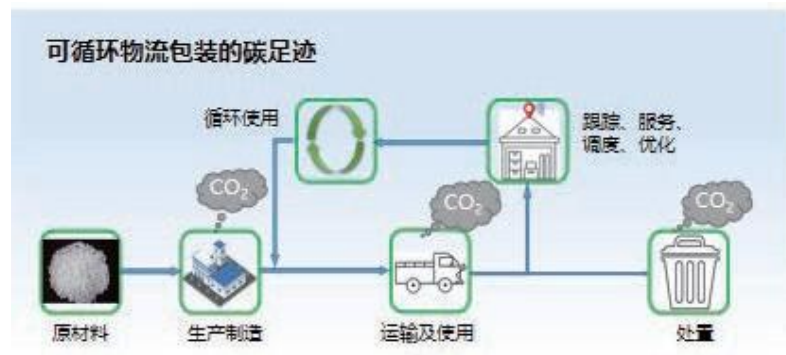 可循环物流包装的碳足迹
循环使用
跟踪、服务、
调度、优化
CO₂
CO₂
CO₂
原材料
生产制造
运输及使用
处置